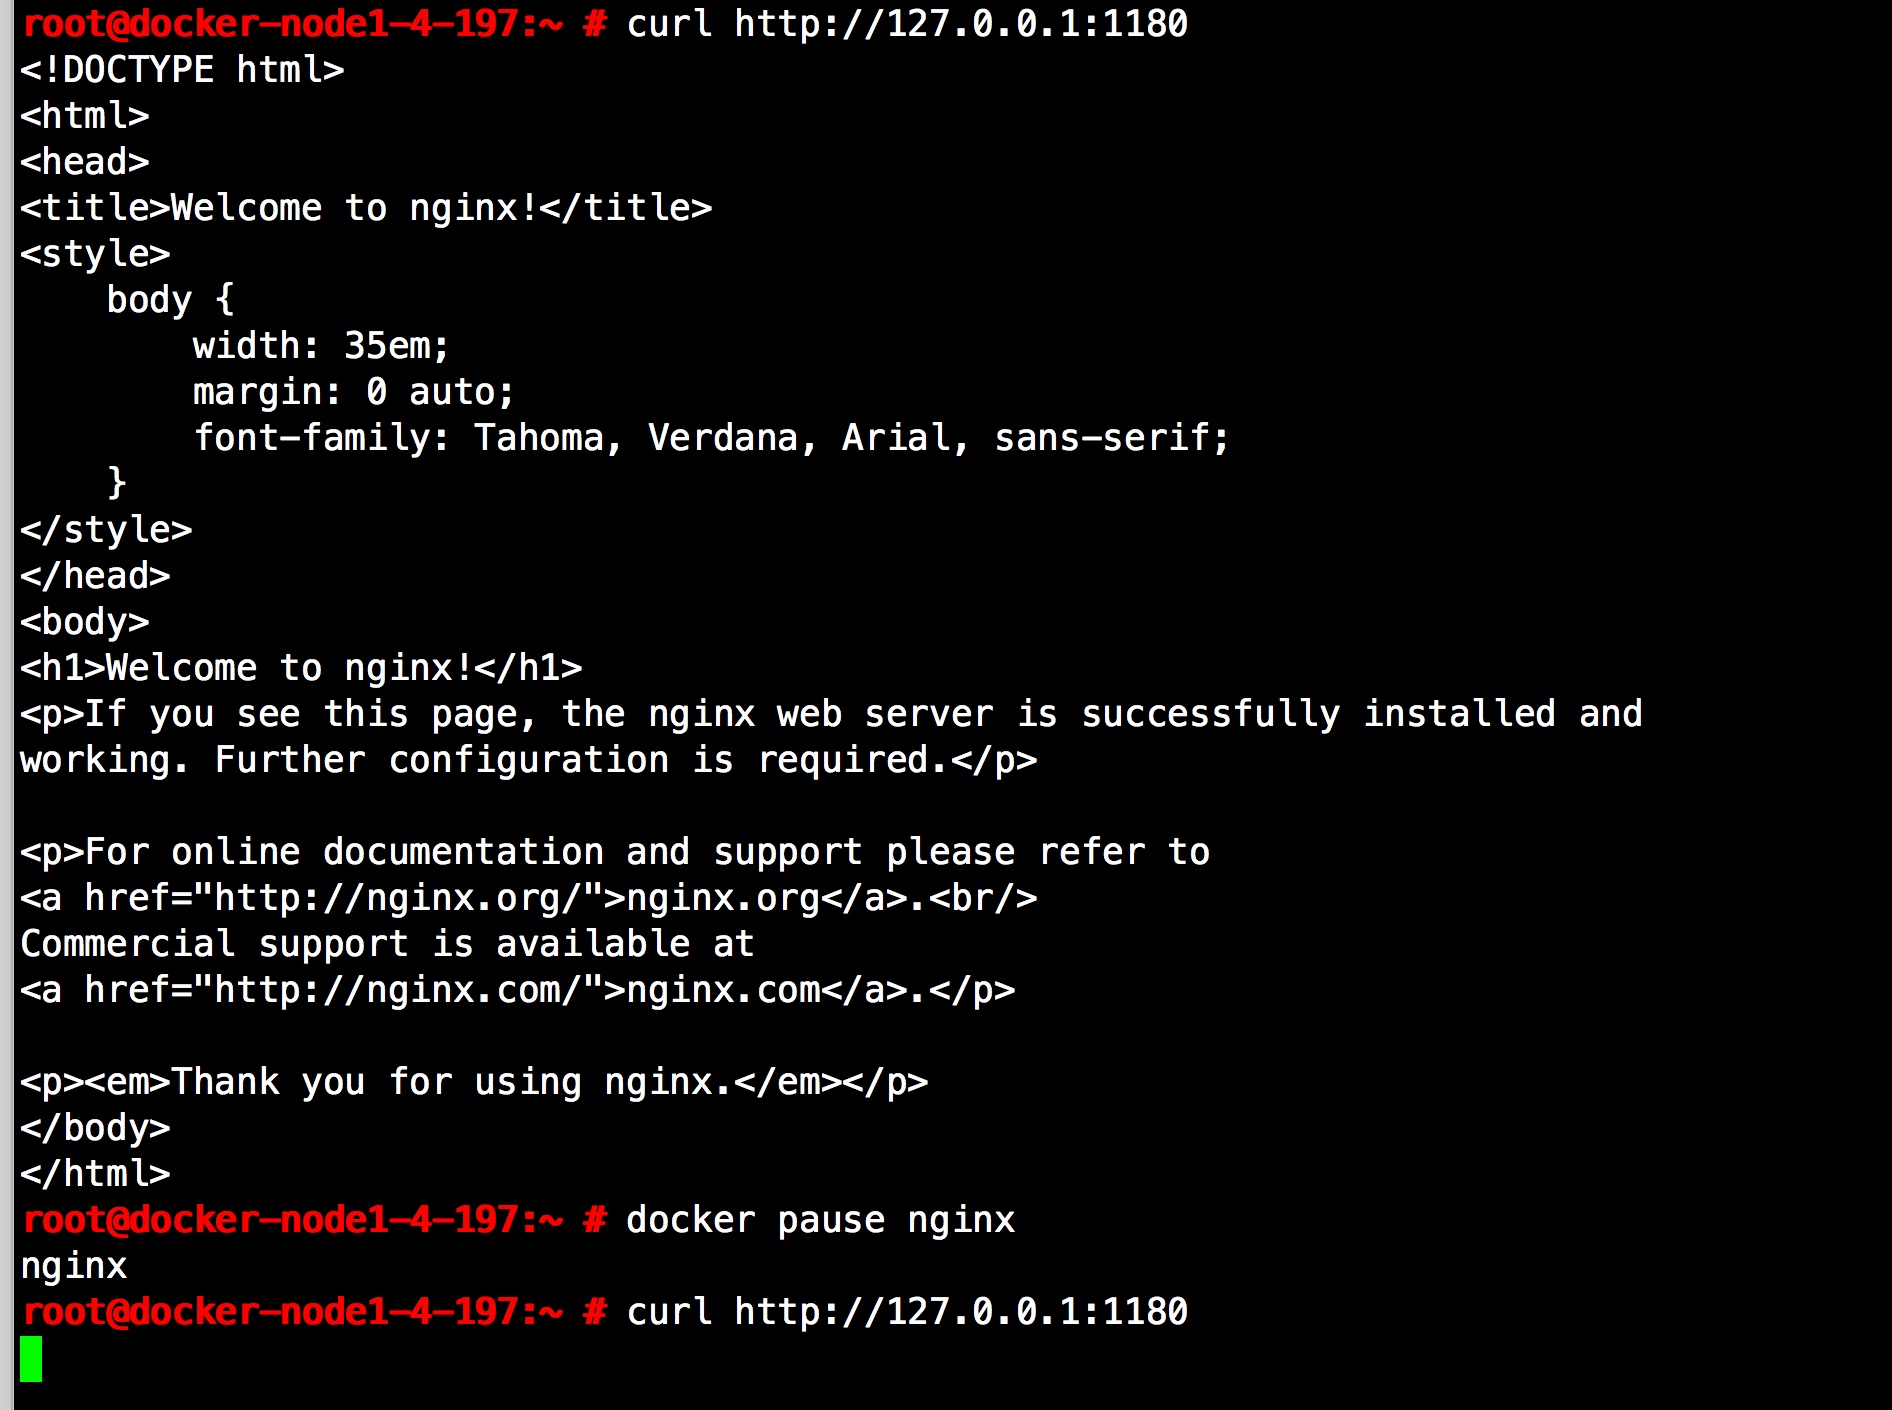 root@docker-node1-4-197:~ # curl http://127.0.0.1:1180
<!DOCTYPE html>
<html>
<head>
<title>Welcome to nginx!</title>
<style>
    body {
        width: 35em;
        margin: 0 auto;
        font-family: Tahoma, Verdana, Arial, sans-serif;
    }
</style>
</head>
<body>
<h1>Welcome to nginx!</h1>
<p>If you see this page, the nginx web server is successfully installed and
working. Further configuration is required.</p>

<p>For online documentation and support please refer to
<a href="http://nginx.org/">nginx.org</a>.<br/>
Commercial support is available at
<a href="http://nginx.com/">nginx.com</a>.</p>

<p><em>Thank you for using nginx.</em></p>
</body>
</html>
root@docker-node1-4-197:~ # docker pause nginx
nginx
root@docker-node1-4-197:~ # curl http://127.0.0.1:1180